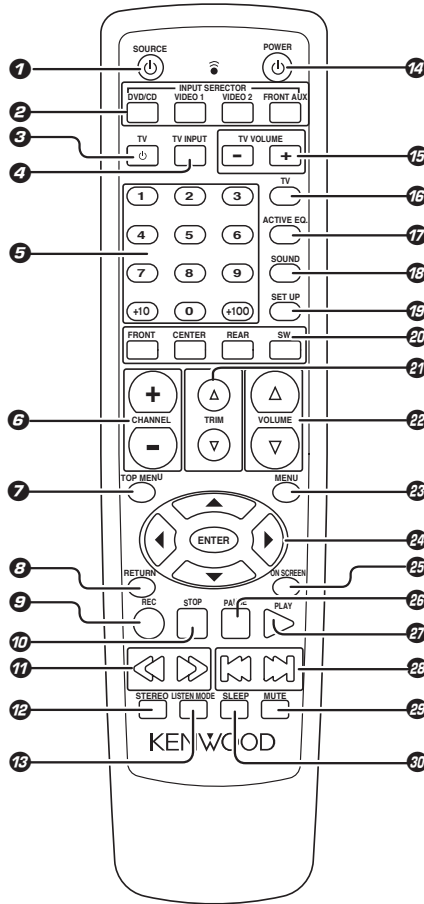 SOURCE POWER
1 14
INPUT SERECTOR
2 DVD/CD VIDEO 1 VIDEO 2 FRONT AUX
3 TV TV INPUT TV VOLUME
4 − + 15
TV 16
1 2 3
ACTIVE EQ. 17
4 5 6
5 SOUND 18
7 8 9
SET UP 19
+10 0 +100
FRONT CENTER REAR SW 20
21
+
6 CHANNEL TRIM VOLUME 22
−
7 TOP MENU MENU 23
ENTER 24
8 RETURN ON SCREEN 25
9 REC STOP PAUSE PLAY 26
10 27
11 28
12 STEREO LISTEN MODE SLEEP MUTE 29
13 KENWOOD 30